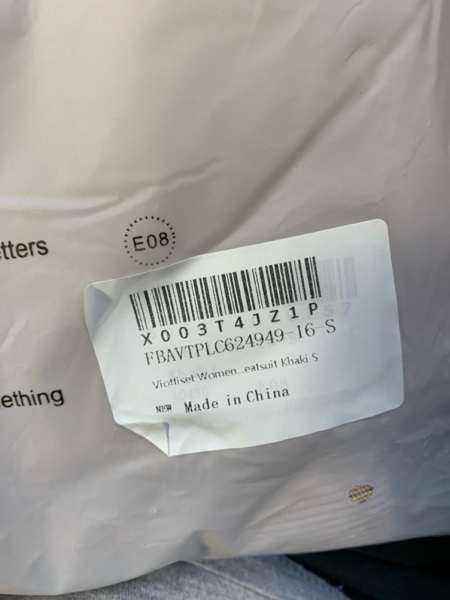 etters
E08
X003T4JZ1P
FBAVTPLC624949-16-S
Viottiset Women...eatsuit Khaki S
ething
Made in China